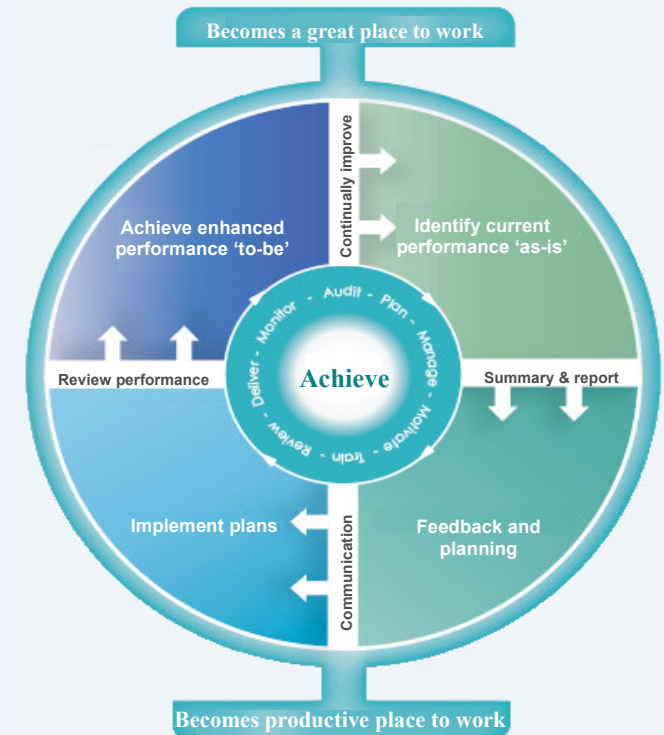 Becomes a great place to work
Continually improve
Achieve enhanced
performance ‘to-be’
Identify current
performance ‘as-is’
Audit - Plan - Manage - Motivate - Train - Review - Deliver - Monitor -
Achieve
Review performance
Summary & report
Implement plans
Communication
Feedback and
planning
Becomes productive place to work